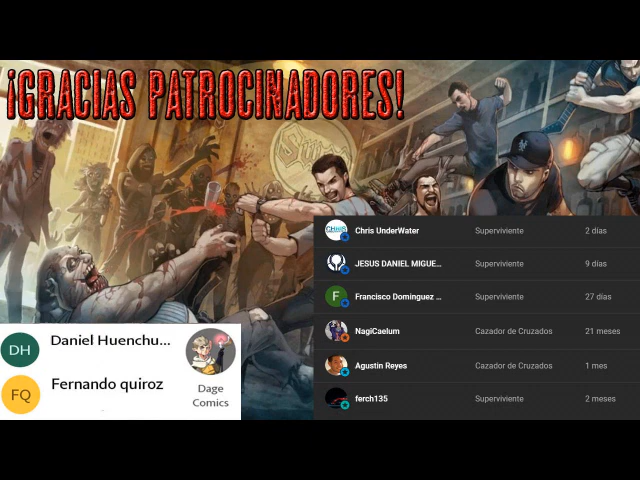 ¡GRACIAS PATROCINADORES!
Chris UnderWater Superviviente 2 días
JESUS DANIEL MIGUE... Superviviente 9 días
F Francisco Dominguez ... Superviviente 27 días
NagiCaelum Cazador de Cruzados 21 meses
Agustin Reyes Cazador de Cruzados 1 mes
ferch135 Superviviente 2 meses
DH Daniel Huenchu...
FQ Fernando quiroz
Dage
Comics